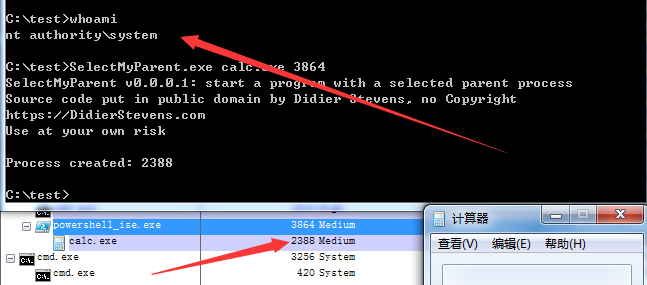 C:\test>whoami
nt authority\system
C:\test>SelectMyParent.exe calc.exe 3864
SelectMyParent v0.0.0.1: start a program with a selected parent process
Source code put in public domain by Didier Stevens, no Copyright
https://DidierStevens.com
Use at your own risk
Process created: 2388
C:\test>
powershell_ise.exe 3864 Medium
calc.exe 2388 Medium
cmd.exe 3256 System
cmd.exe 420 System
计算器
查看(V) 编辑(E) 帮助(H)